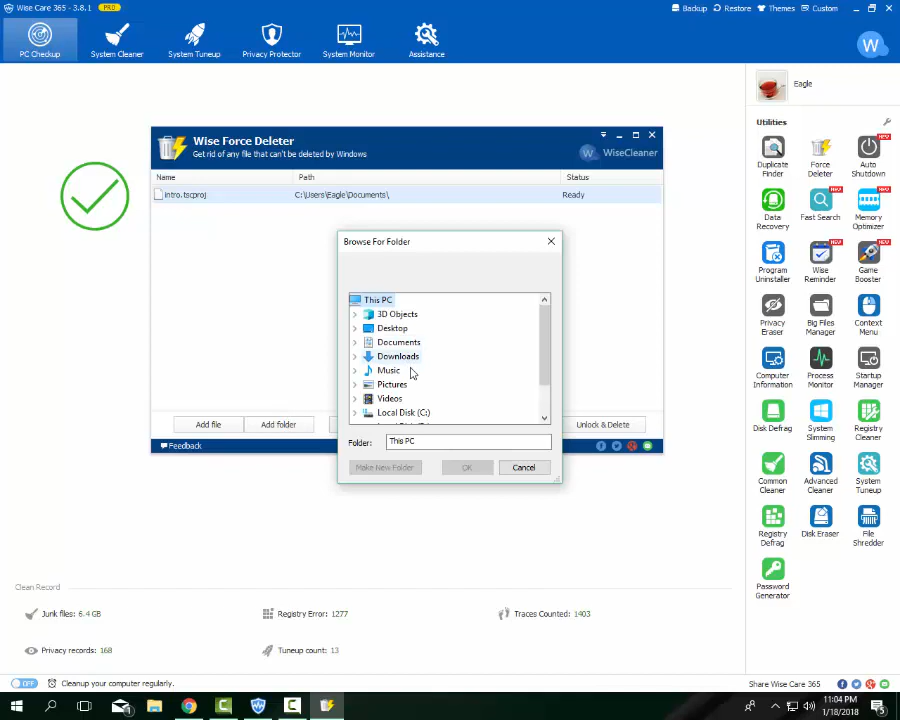 Wise Care 365 - 3.8.1 PRO
Backup Restore Themes Custom
PC Checkup
System Cleaner
System Tuneup
Privacy Protector
System Monitor
Assistance
W
Eagle
Utilities
Duplicate Finder
Force Deleter
NEW
Auto Shutdown
Data Recovery
NEW
Fast Search
NEW
Memory Optimizer
Program Uninstaller
NEW
Wise Reminder
NEW
Game Booster
Privacy Eraser
Big Files Manager
Context Menu
Computer Information
Process Monitor
Startup Manager
Disk Defrag
System Slimming
Registry Cleaner
Common Cleaner
Advanced Cleaner
System Tuneup
Registry Defrag
Disk Eraser
File Shredder
Password Generator
Wise Force Deleter
Get rid of any file that can't be deleted by Windows
W WiseCleaner
Name Path Status
intro.tscproj C:\Users\Eagle\Documents\ Ready
Browse For Folder
This PC
3D Objects
Desktop
Documents
Downloads
Music
Pictures
Videos
Local Disk (C:)
Folder: This PC
Make New Folder OK Cancel
Add file Add folder Unlock & Delete
Feedback
Clean Record
Junk files: 6.4 GB
Registry Error: 1277
Traces Counted: 1403
Privacy records: 168
Tuneup count: 13
OFF Cleanup your computer regularly.
Share Wise Care 365
11:04 PM
1/18/2018